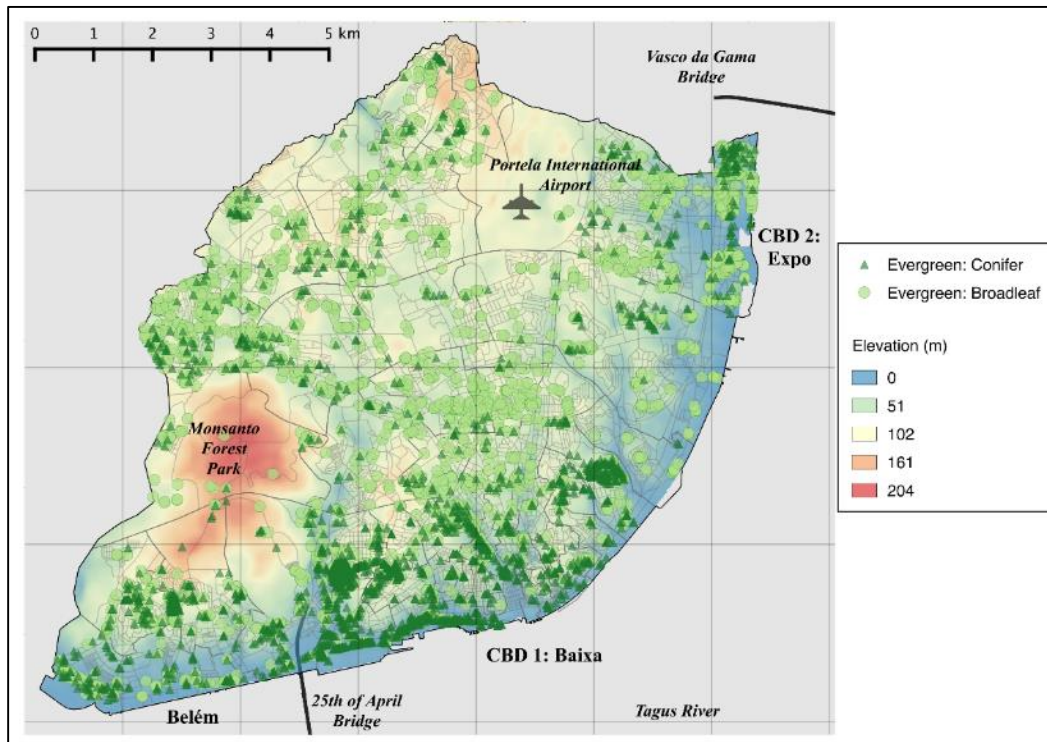 0 1 2 3 4 5 km
Vasco da Gama
Bridge
Portela International
Airport
CBD 2:
Expo
Evergreen: Conifer
Evergreen: Broadleaf
Elevation (m)
0
51
102
161
204
Monsanto
Forest
Park
CBD 1: Baixa
Belém
25th of April
Bridge
Tagus River